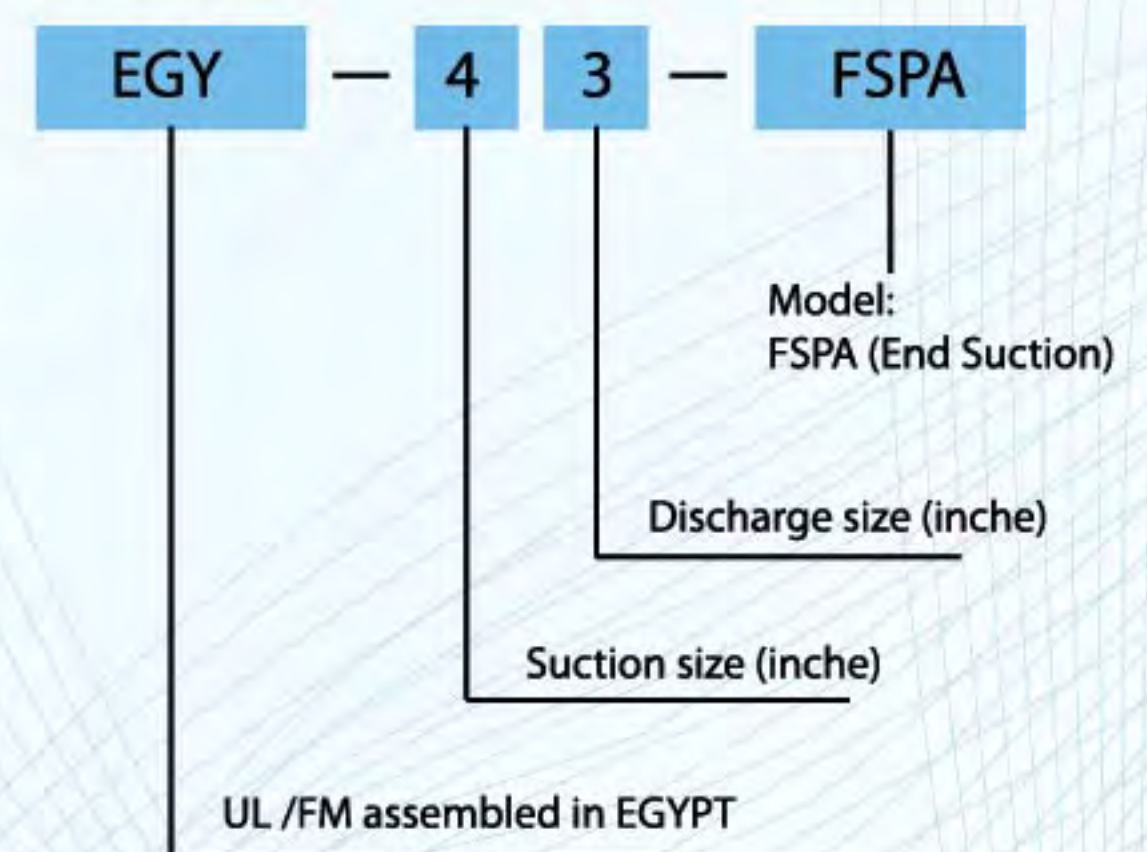 EGY — 4 3 — FSPA
Model:
FSPA (End Suction)
Discharge size (inche)
Suction size (inche)
UL /FM assembled in EGYPT